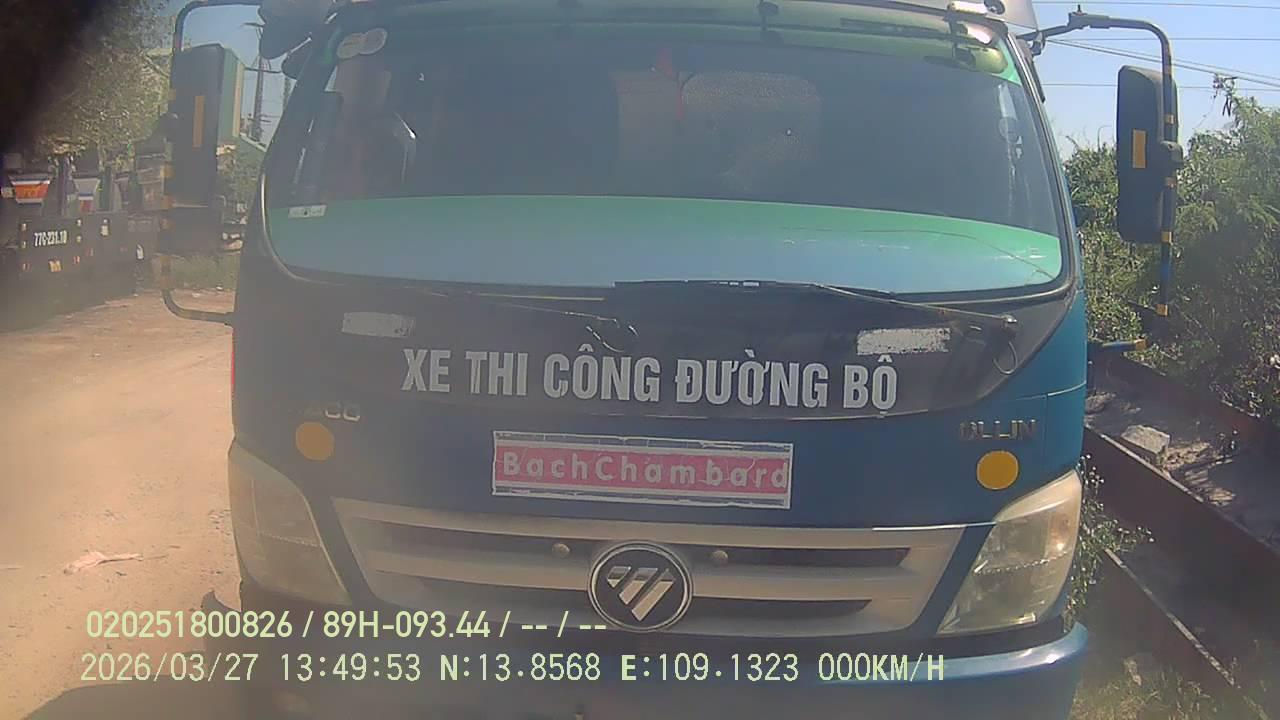 77C-231.10
XE THI CÔNG ĐƯỜNG BỘ
OLLIN
BachChambard
020251800826 / 89H-093.44 / -- / --
2026/03/27 13:49:53 N:13.8568 E:109.1323 000KM/H